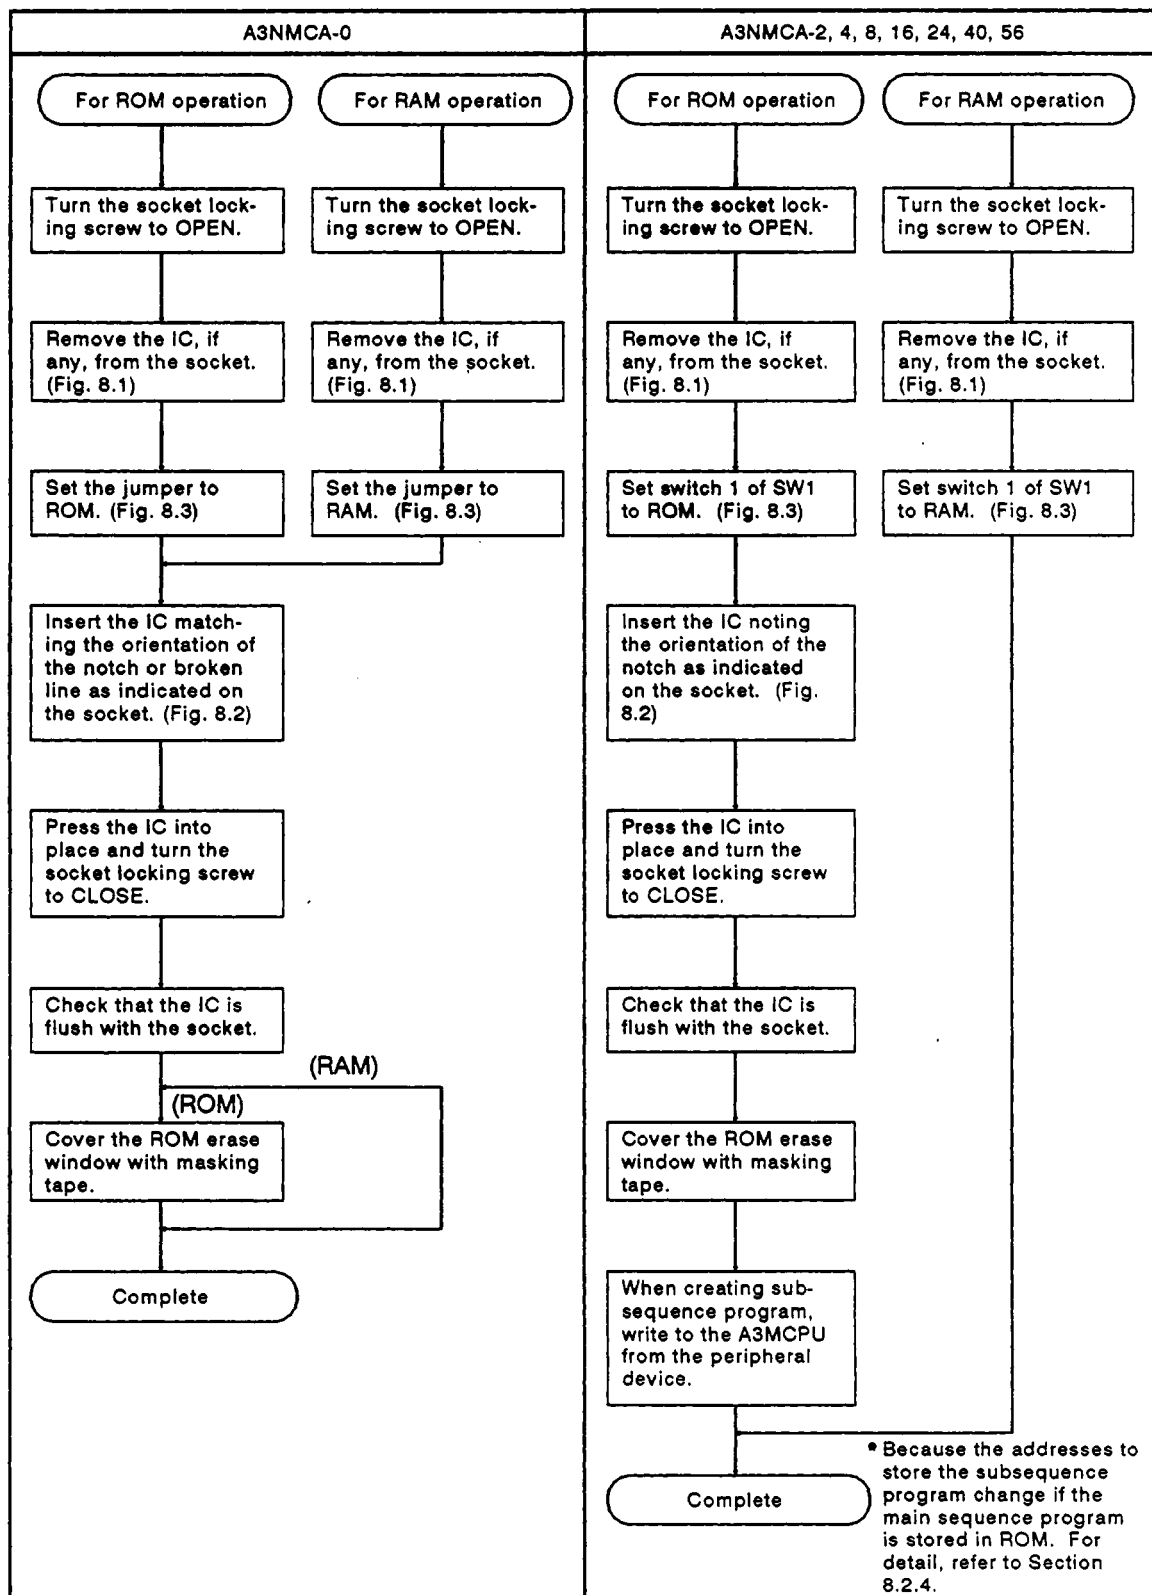 A3NMCA-0
For ROM operation
Turn the socket lock-
ing screw to OPEN.
Remove the IC, if
any, from the socket.
(Fig. 8.1)
Set the jumper to
ROM. (Fig. 8.3)
For RAM operation
Turn the socket lock-
ing screw to OPEN.
Remove the IC, if
any, from the socket.
(Fig. 8.1)
Set the jumper to
RAM. (Fig. 8.3)
Insert the IC match-
ing the orientation of
the notch or broken
line as indicated on
the socket. (Fig. 8.2)
Press the IC into
place and turn the
socket locking screw
to CLOSE.
Check that the IC is
flush with the socket.
(RAM)
(ROM)
Cover the ROM erase
window with masking
tape.
Complete
A3NMCA-2, 4, 8, 16, 24, 40, 56
For ROM operation
Turn the socket lock-
ing screw to OPEN.
Remove the IC, if
any, from the socket.
(Fig. 8.1)
Set switch 1 of SW1
to ROM. (Fig. 8.3)
Insert the IC noting
the orientation of the
notch as indicated
on the socket. (Fig.
8.2)
Press the IC into
place and turn the
socket locking screw
to CLOSE.
Check that the IC is
flush with the socket.
Cover the ROM erase
window with masking
tape.
When creating sub-
sequence program,
write to the A3MCPU
from the peripheral
device.
For RAM operation
Turn the socket lock-
ing screw to OPEN.
Remove the IC, if
any, from the socket.
(Fig. 8.1)
Set switch 1 of SW1
to RAM. (Fig. 8.3)
Complete
* Because the addresses to
store the subsequence
program change if the
main sequence program
is stored in ROM. For
detail, refer to Section
8.2.4.